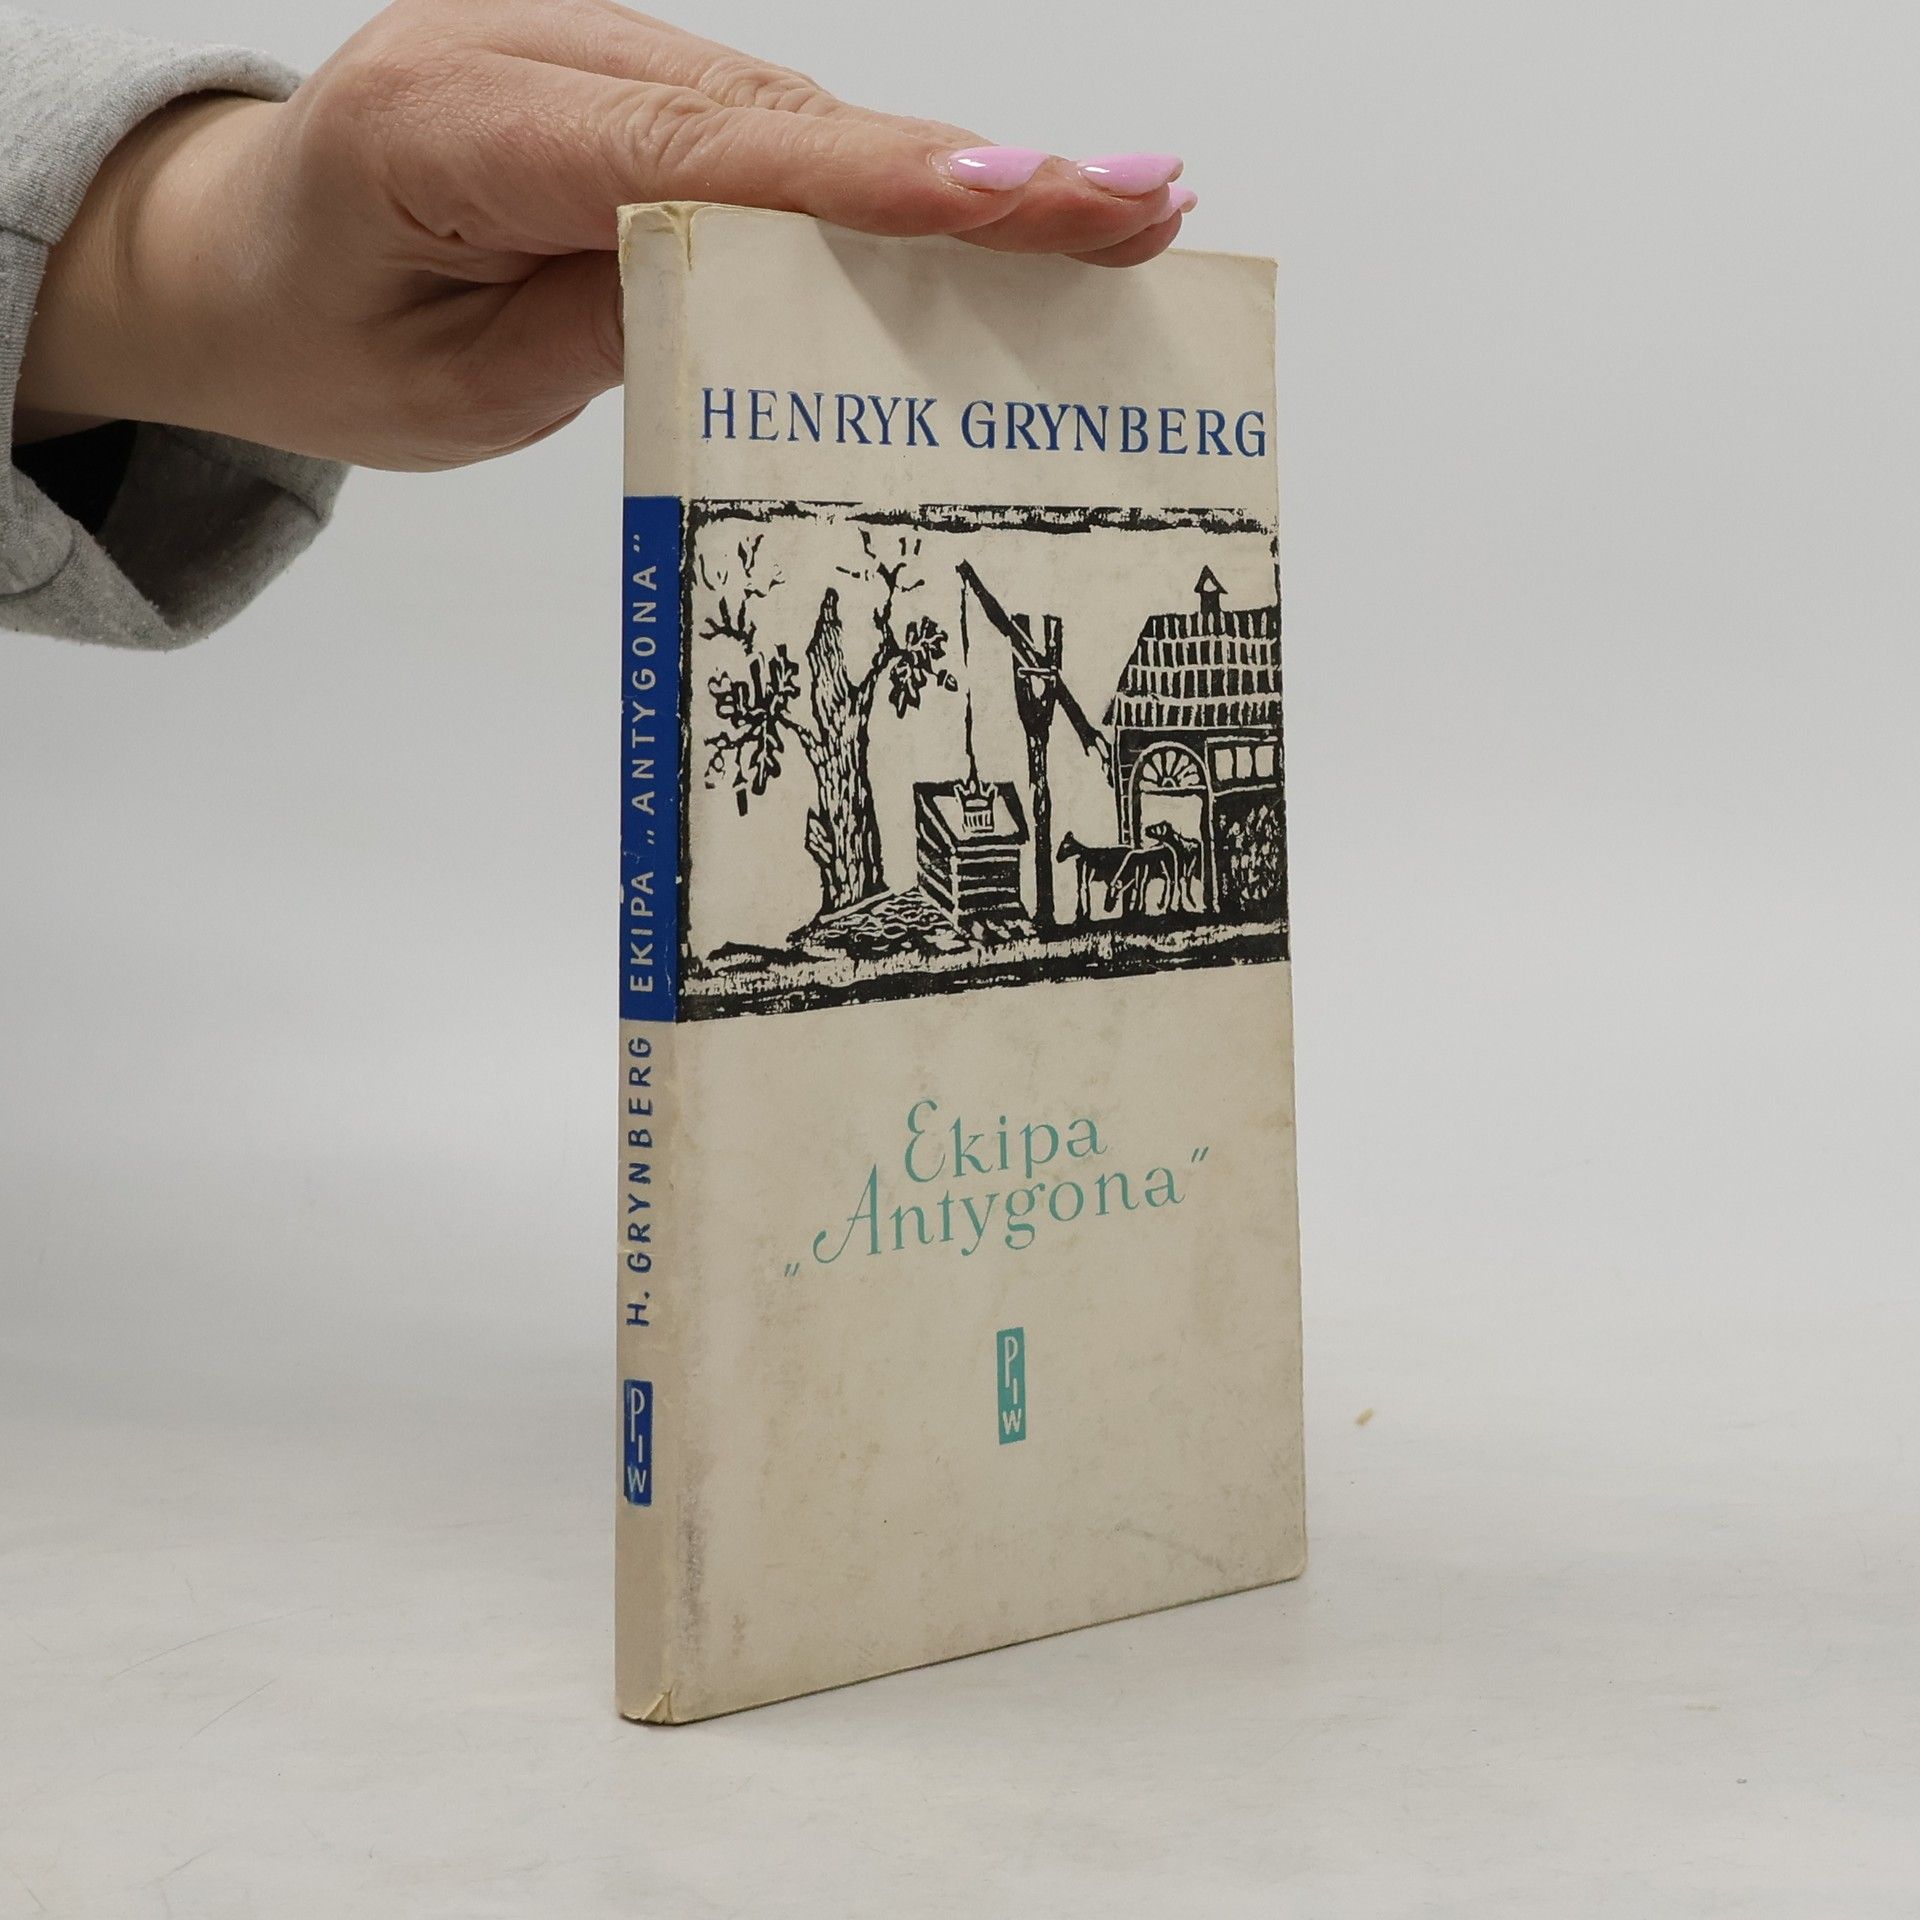 HENRYK GRYNBERG
Ekipa
„Antygona”
PIW
H. GRYNBERG EKIPA „ANTYGONA”
PIW